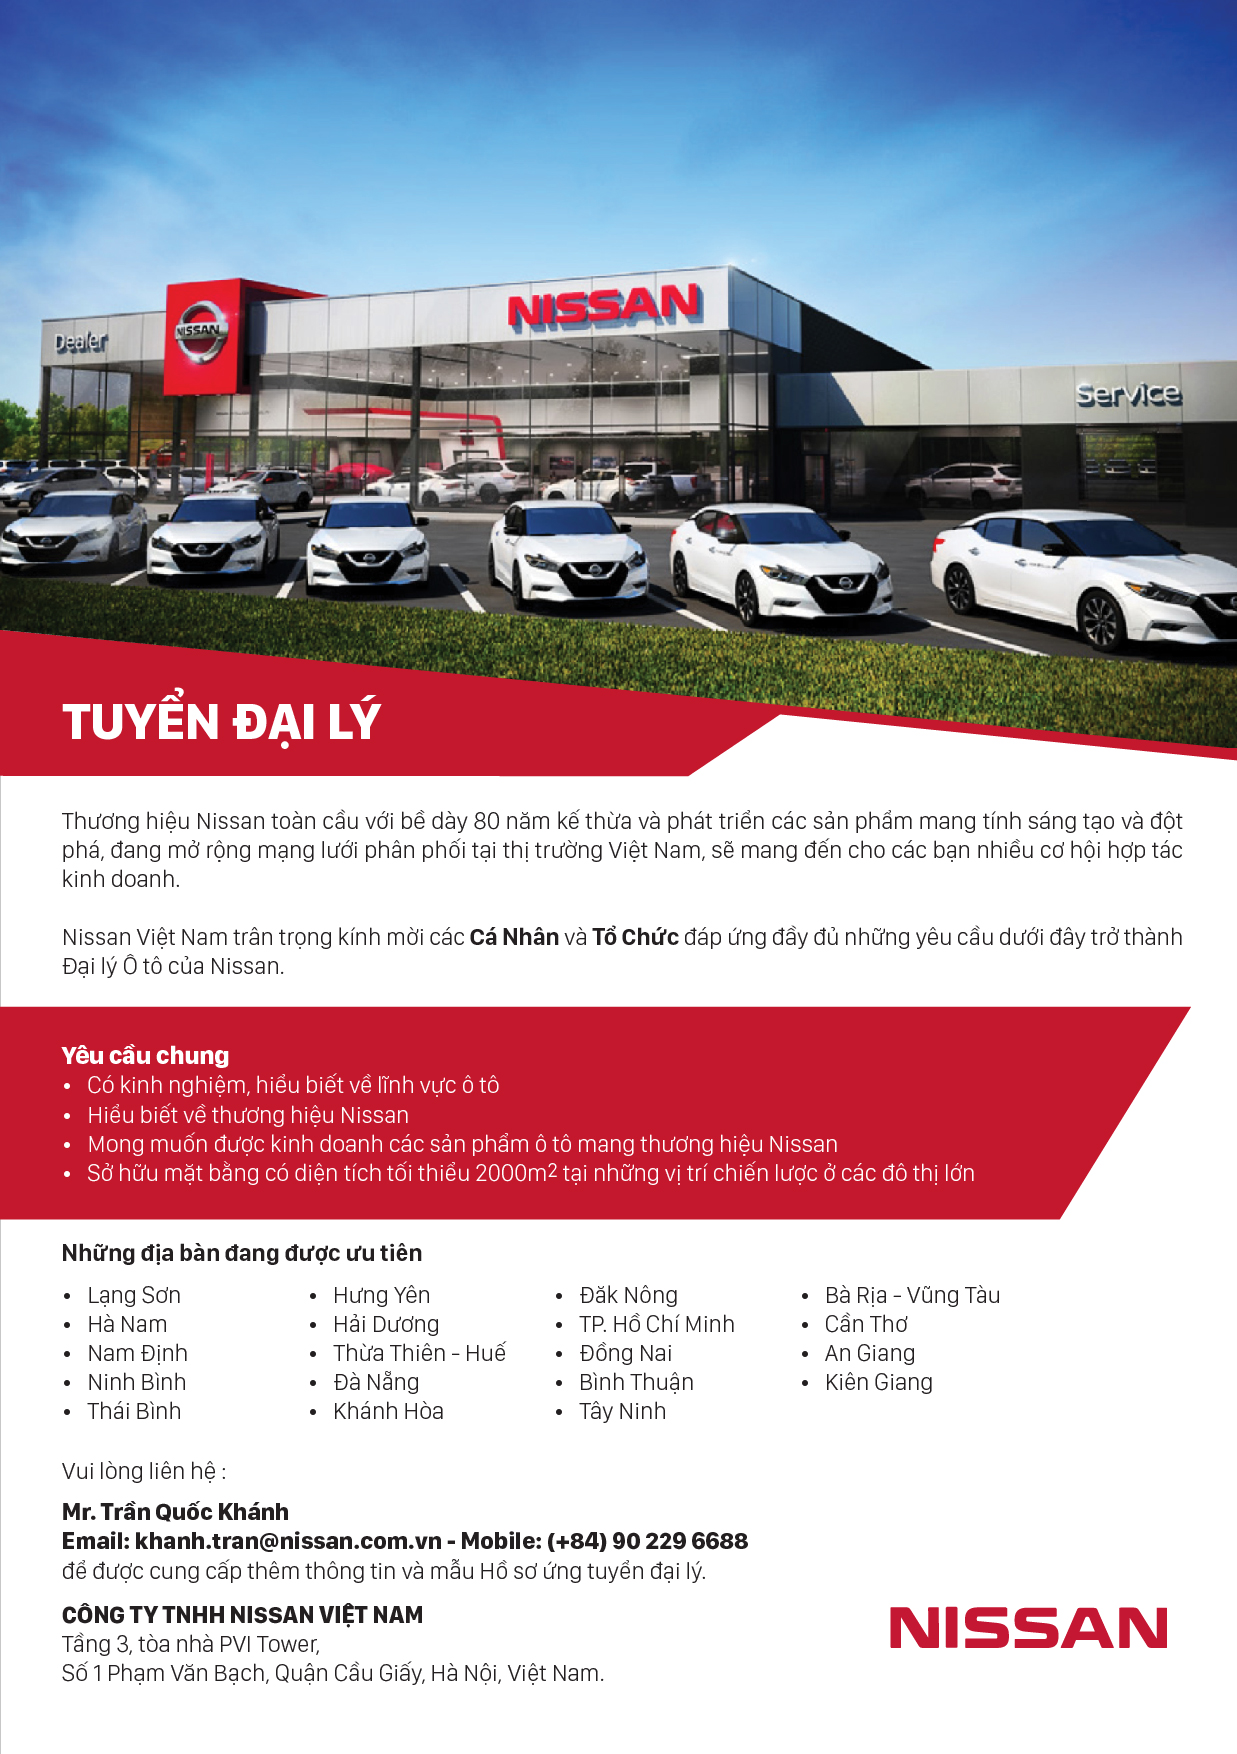 Dealer
NISSAN
NISSAN
Service
TUYỂN ĐẠI LÝ
Thương hiệu Nissan toàn cầu với bề dày 80 năm kế thừa và phát triển các sản phẩm mang tính sáng tạo và đột
phá, đang mở rộng mạng lưới phân phối tại thị trường Việt Nam, sẽ mang đến cho các bạn nhiều cơ hội hợp tác
kinh doanh.
Nissan Việt Nam trân trọng kính mời các Cá Nhân và Tổ Chức đáp ứng đầy đủ những yêu cầu dưới đây trở thành
Đại lý Ô tô của Nissan.
Yêu cầu chung
• Có kinh nghiệm, hiểu biết về lĩnh vực ô tô
• Hiểu biết về thương hiệu Nissan
• Mong muốn được kinh doanh các sản phẩm ô tô mang thương hiệu Nissan
• Sở hữu mặt bằng có diện tích tối thiểu 2000m2 tại những vị trí chiến lược ở các đô thị lớn
Những địa bàn đang được ưu tiên
• Lạng Sơn
• Hà Nam
• Nam Định
• Ninh Bình
• Thái Bình
• Hưng Yên
• Hải Dương
• Thừa Thiên - Huế
• Đà Nẵng
• Khánh Hòa
• Đăk Nông
• TP. Hồ Chí Minh
• Đồng Nai
• Bình Thuận
• Tây Ninh
• Bà Rịa - Vũng Tàu
• Cần Thơ
• An Giang
• Kiên Giang
Vui lòng liên hệ :
Mr. Trần Quốc Khánh
Email: khanh.tran@nissan.com.vn - Mobile: (+84) 90 229 6688
để được cung cấp thêm thông tin và mẫu Hồ sơ ứng tuyển đại lý.
CÔNG TY TNHH NISSAN VIỆT NAM
Tầng 3, tòa nhà PVI Tower,
Số 1 Phạm Văn Bạch, Quận Cầu Giấy, Hà Nội, Việt Nam.
NISSAN